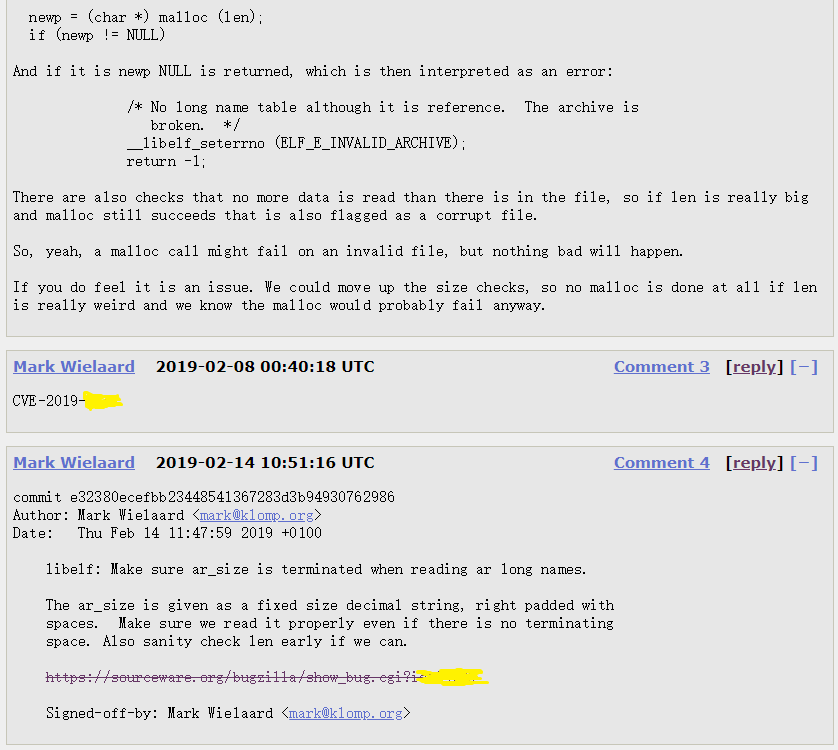 newp = (char *) malloc (len);
if (newp != NULL)
And if it is newp NULL is returned, which is then interpreted as an error:
/* No long name table although it is reference.  The archive is
broken.  */
__libelf_seterrno (ELF_E_INVALID_ARCHIVE);
return -1;
There are also checks that no more data is read than there is in the file, so if len is really big
and malloc still succeeds that is also flagged as a corrupt file.
So, yeah, a malloc call might fail on an invalid file, but nothing bad will happen.
If you do feel it is an issue. We could move up the size checks, so no malloc is done at all if len
is really weird and we know the malloc would probably fail anyway.
Mark Wielaard 2019-02-08 00:40:18 UTC Comment 3 [reply] [−]
CVE-2019-
Mark Wielaard 2019-02-14 10:51:16 UTC Comment 4 [reply] [−]
commit e32380ecefbb23448541367283d3b94930762986
Author: Mark Wielaard <mark@klomp.org>
Date:   Thu Feb 14 11:47:59 2019 +0100
libelf: Make sure ar_size is terminated when reading ar long names.
The ar_size is given as a fixed size decimal string, right padded with
spaces.  Make sure we read it properly even if there is no terminating
space. Also sanity check len early if we can.
https://sourceware.org/bugzilla/show_bug.cgi?
Signed-off-by: Mark Wielaard <mark@klomp.org>